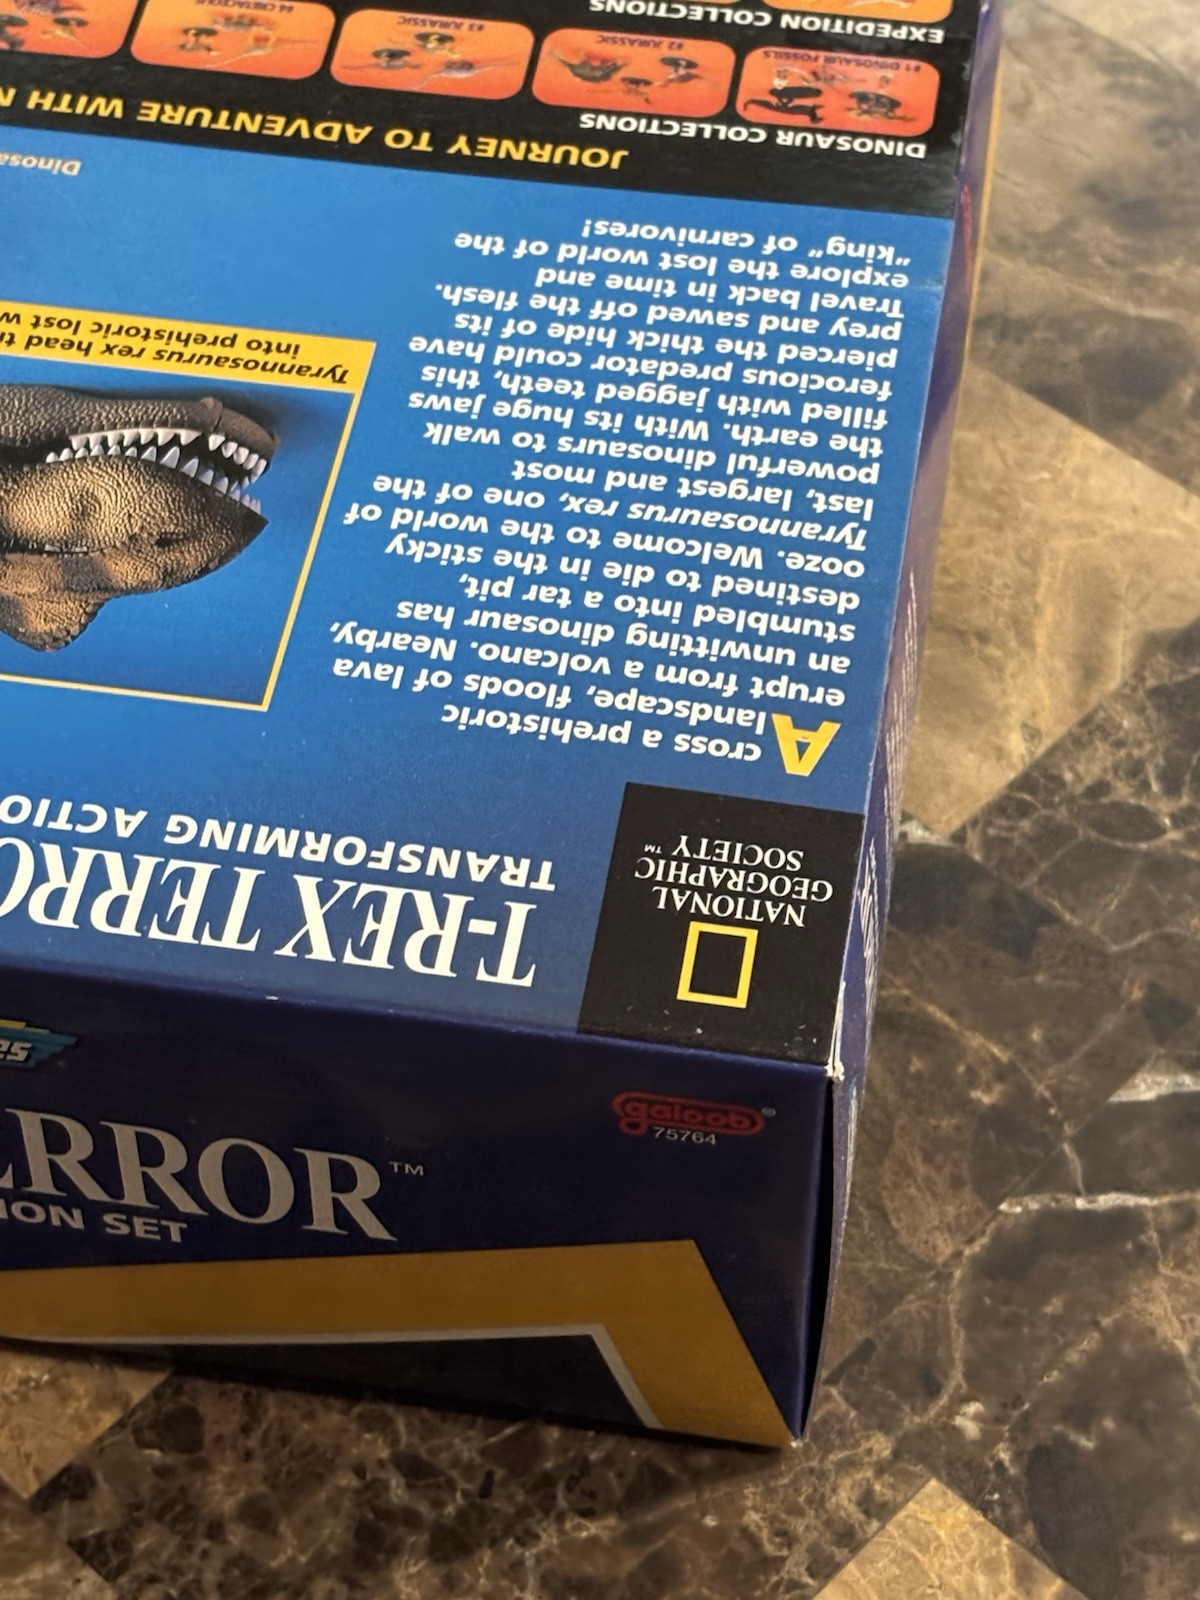 NATIONAL
GEOGRAPHIC
SOCIETY™
T-REX TERRO
TRANSFORMING ACTIO
Across a prehistoric
landscape, floods of lava
erupt from a volcano. Nearby,
an unwitting dinosaur has
stumbled into a tar pit,
destined to die in the sticky
ooze. Welcome to the world of
Tyrannosaurus rex, one of the
last, largest and most
powerful dinosaurs to walk
the earth. With its huge jaws
filled with jagged teeth, this
ferocious predator could have
pierced the thick hide of its
prey and sawed off the flesh.
Travel back in time and
explore the lost world of the
"king" of carnivores!
Tyrannosaurus rex head t
into prehistoric lost w
Dinosa
JOURNEY TO ADVENTURE WITH
DINOSAUR COLLECTIONS
#1 DINOSAUR FOSSILS
#2 JURASSIC
#3 JURASSIC
#4 CRETACEOUS
EXPEDITION COLLECTIONS
galoob®
75764
ERROR™
ION SET